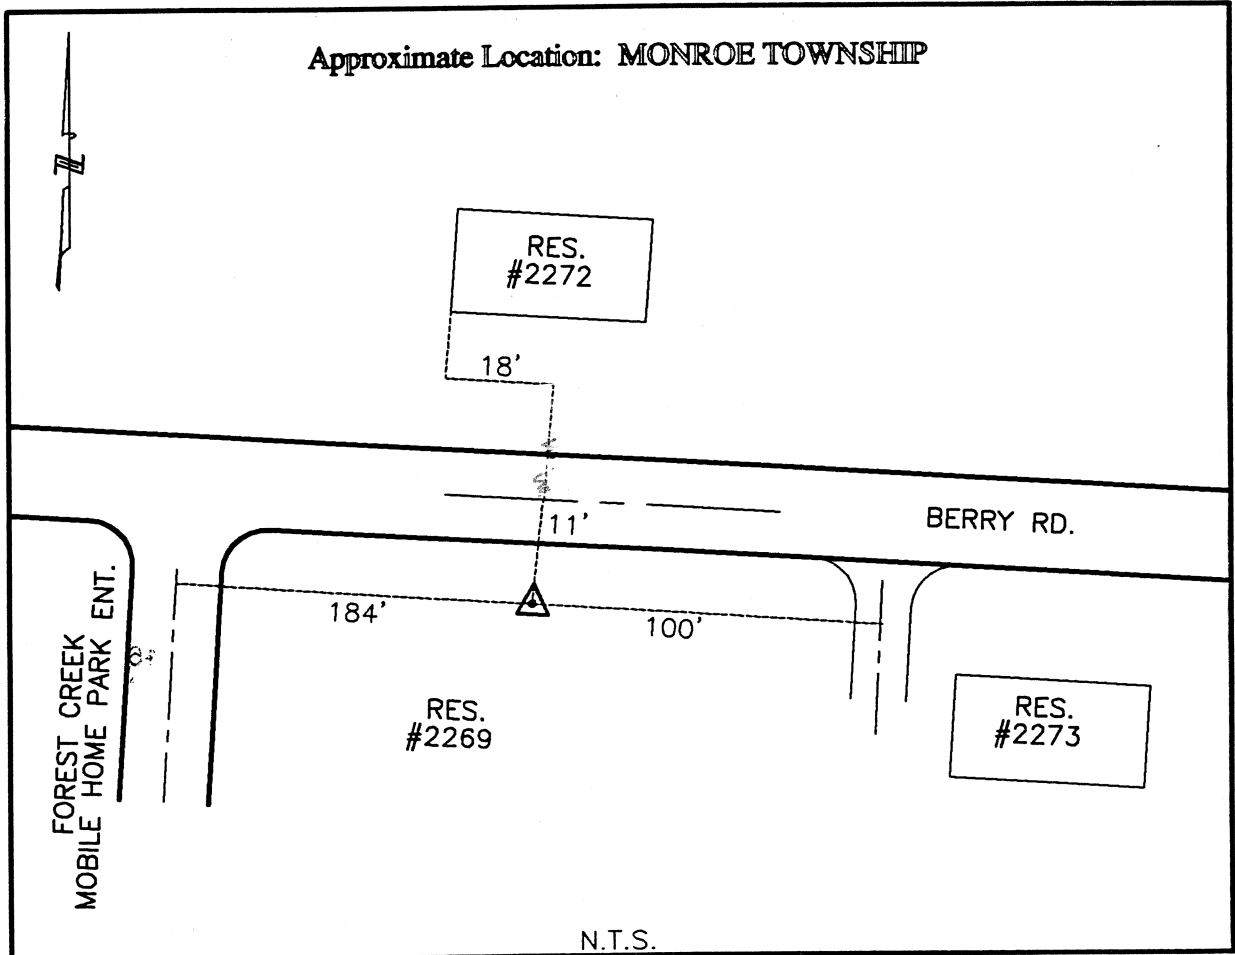 Approximate Location: MONROE TOWNSHIP
N
RES.
#2272
18'
11'
BERRY RD.
184'
100'
FOREST CREEK
MOBILE HOME PARK ENT.
RES.
#2269
RES.
#2273
N.T.S.